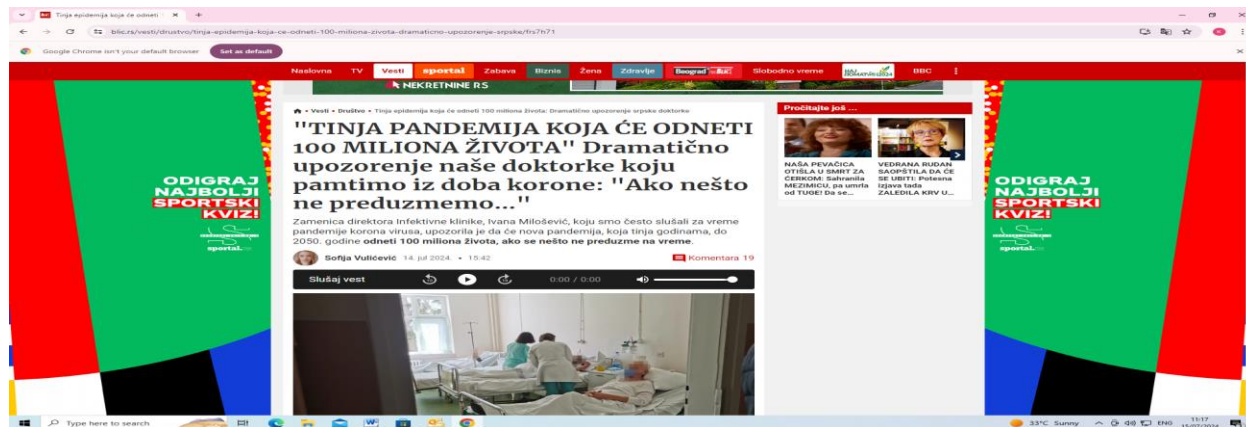 Tinja epidemija koja će odneti
blic.rs/vesti/drustvo/tinja-epidemija-koja-ce-odneti-100-miliona-zivota-dramaticno-upozorenje-srpske/frs7h71
Google Chrome isn't your default browser Set as default
Naslovna TV Vesti sportal Zabava Biznis Žena Zdravlje Beograd Blic Slobodno vreme BBC
NEKRETNINE RS
Vesti • Društvo • Tinja epidemija koja će odneti 100 miliona života: Dramatično upozorenje srpske doktorke
"TINJA PANDEMIJA KOJA ĆE ODNETI
100 MILIONA ŽIVOTA" Dramatično
upozorenje naše doktorke koju
pamtimo iz doba korone: "Ako nešto
ne preduzmemo..."
Zamenica direktora Infektivne klinike, Ivana Milošević, koju smo često slušali za vreme
pandemije korona virusa, upozorila je da će nova pandemija, koja tinja godinama, do
2050. godine odneti 100 miliona života, ako se nešto ne preduzme na vreme.
Sofija Vulićević 14. jul 2024. • 15:42 Komentara 19
Slušaj vest 0:00 / 0:00
Pročitajte još ...
NAŠA PEVAČICA
OTIŠLA U SMRT ZA
ĆERKOM: Sahranila
MEZIMICU, pa umrla
od TUGE! Da se...
VEDRANA RUDAN
SAOPŠTILA DA ĆE
SE UBITI: Potesna
izjava tada
ZALEDILA KRV U...
ODIGRAJ
NAJBOLJI
SPORTSKI
KVIZ!
sportal.
ODIGRAJ
NAJBOLJI
SPORTSKI
KVIZ!
sportal.
Type here to search
33°C Sunny
ENG
11:17
15/07/2024